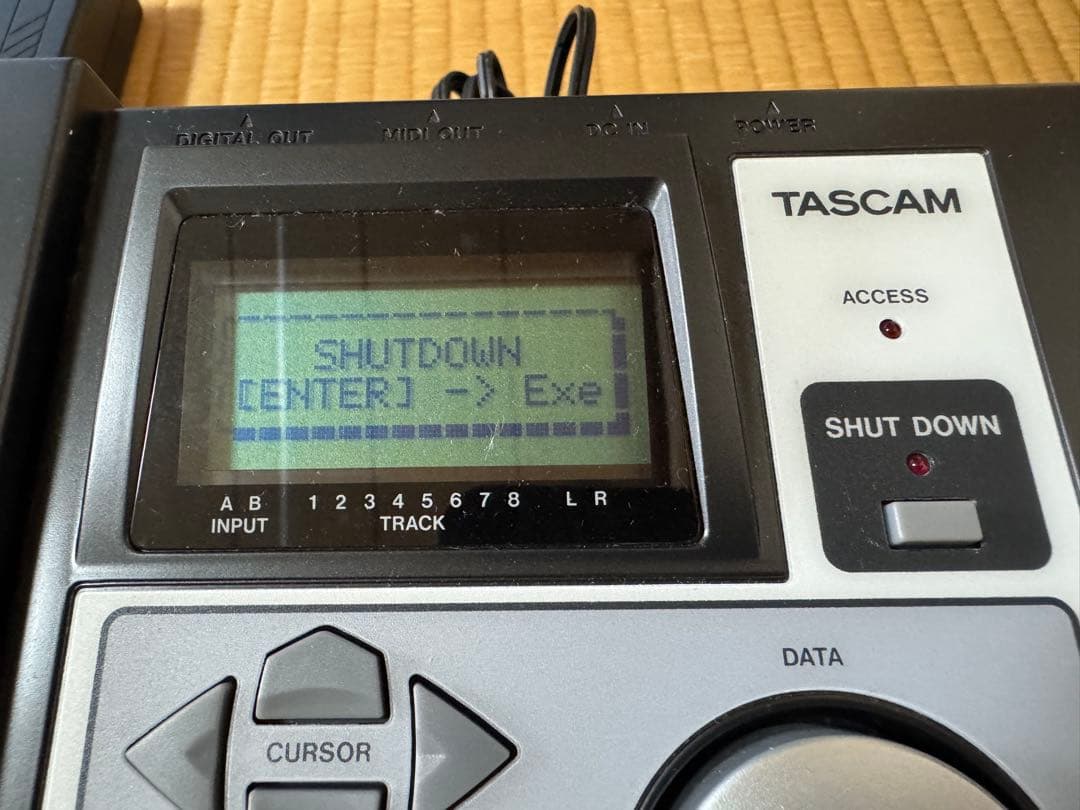 DIGITAL OUT MIDI OUT DC IN POWER
TASCAM
ACCESS
SHUTDOWN
[ENTER] -> Exe
SHUT DOWN
A B 1 2 3 4 5 6 7 8 L R
INPUT TRACK
DATA
CURSOR